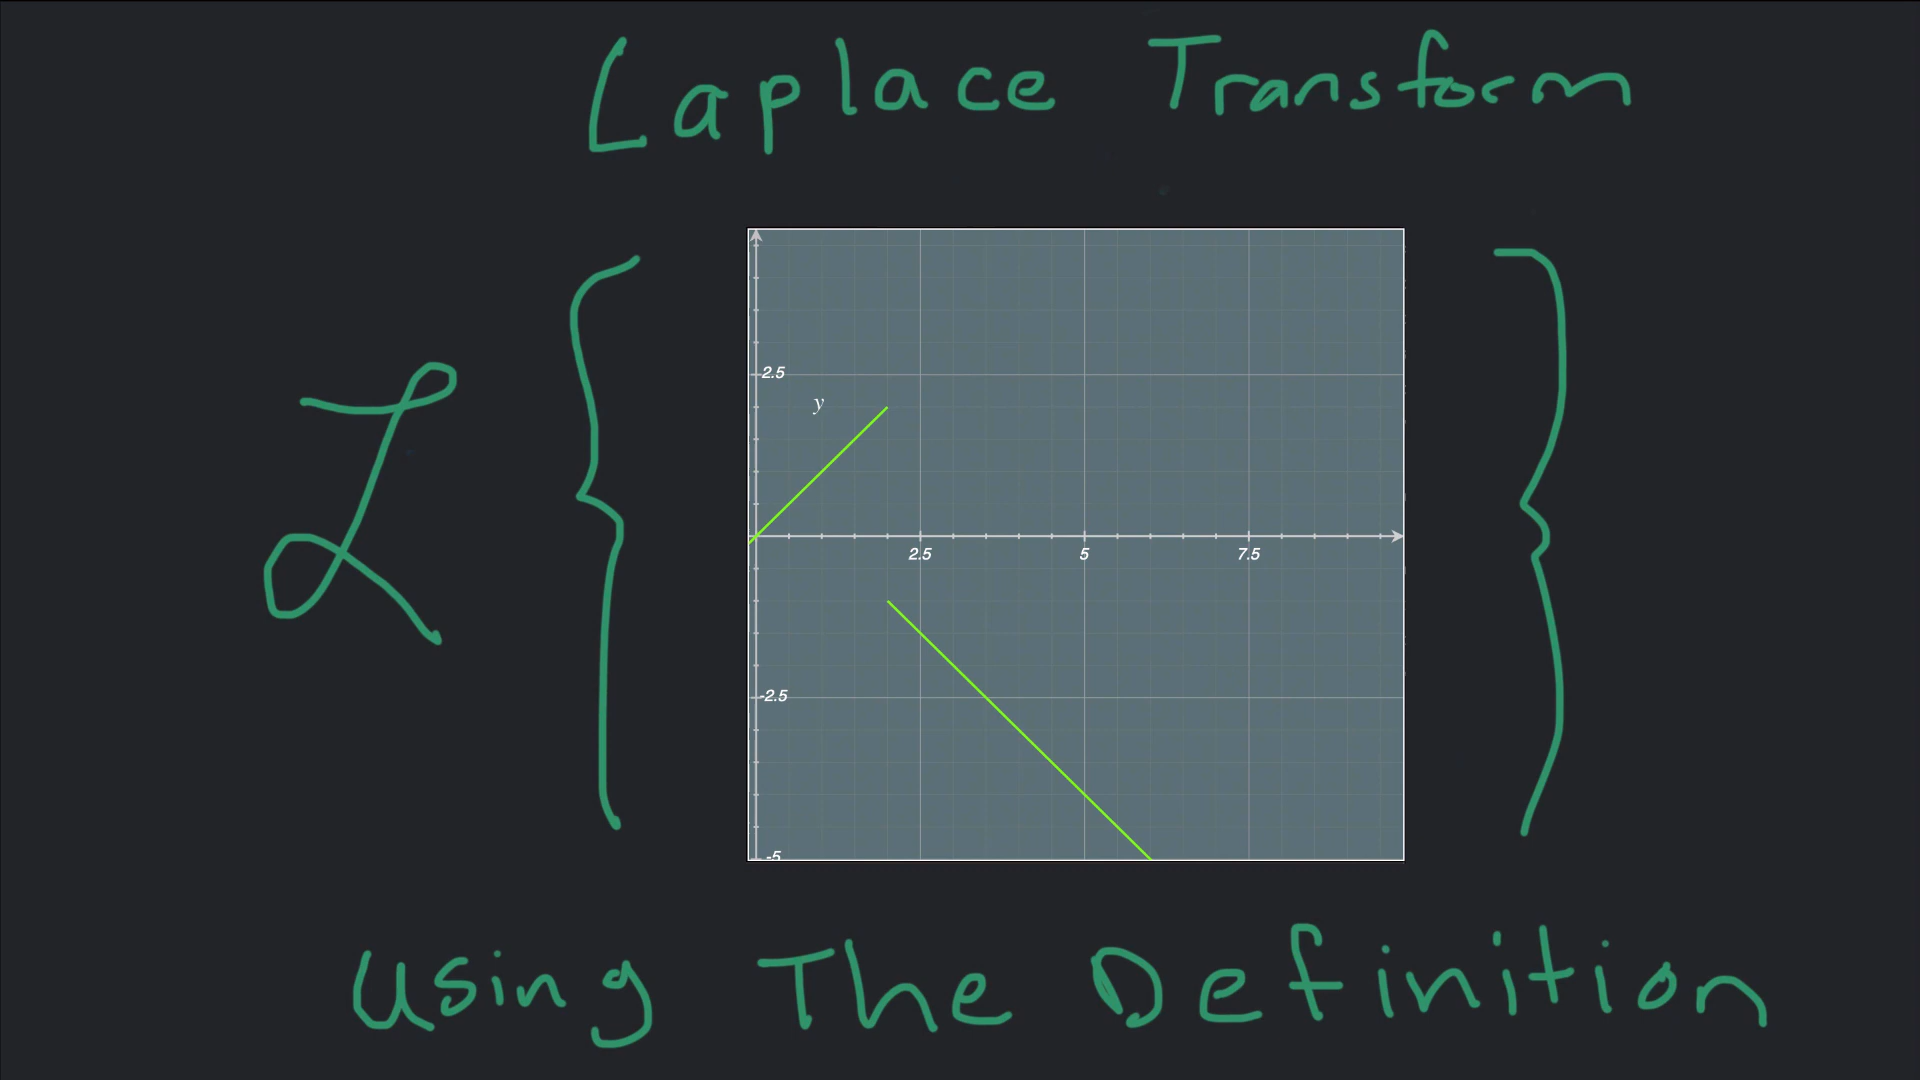 Laplace Transform
ℒ {
2.5
y
2.5 5 7.5
-2.5
-5
}
Using The Definition